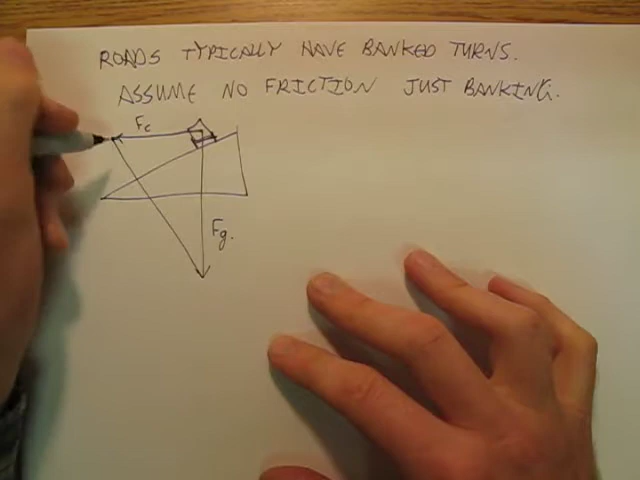 ROADS TYPICALLY HAVE BANKED TURNS.
ASSUME NO FRICTION JUST BANKING.
Fc
Fg.